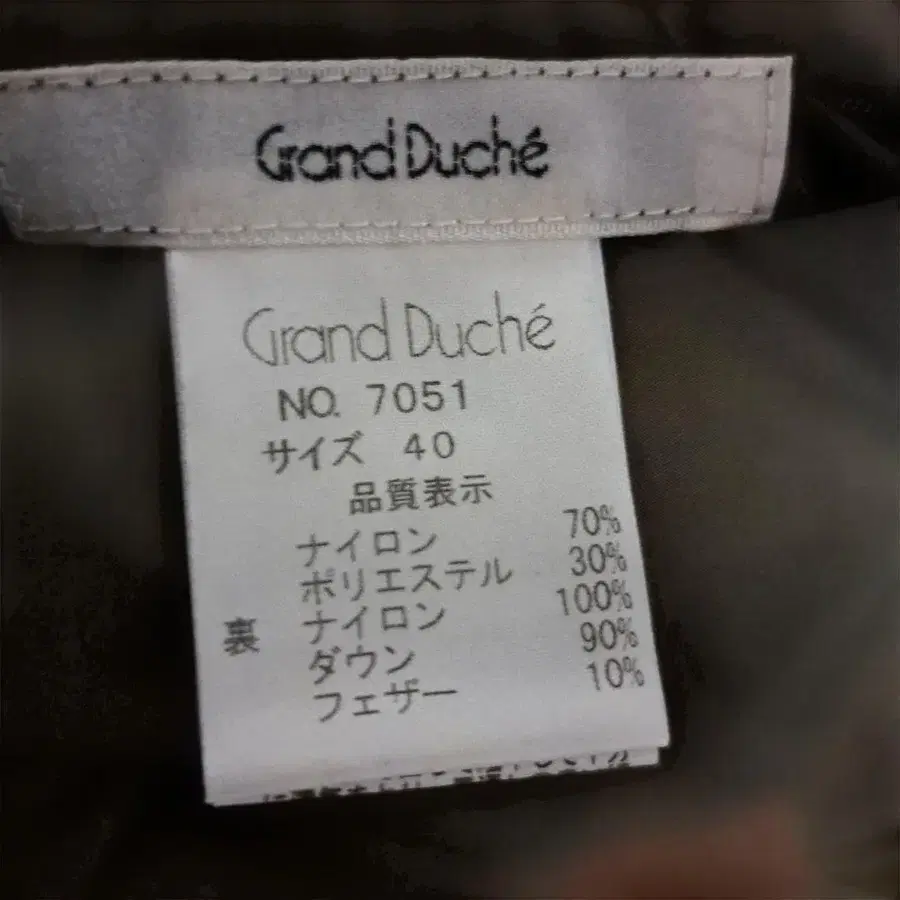 Grand Duché
Grand Duché
NO. 7051
サイズ 40
品質表示
ナイロン 70%
ポリエステル 30%
裏 ナイロン 100%
ダウン 90%
フェザー 10%